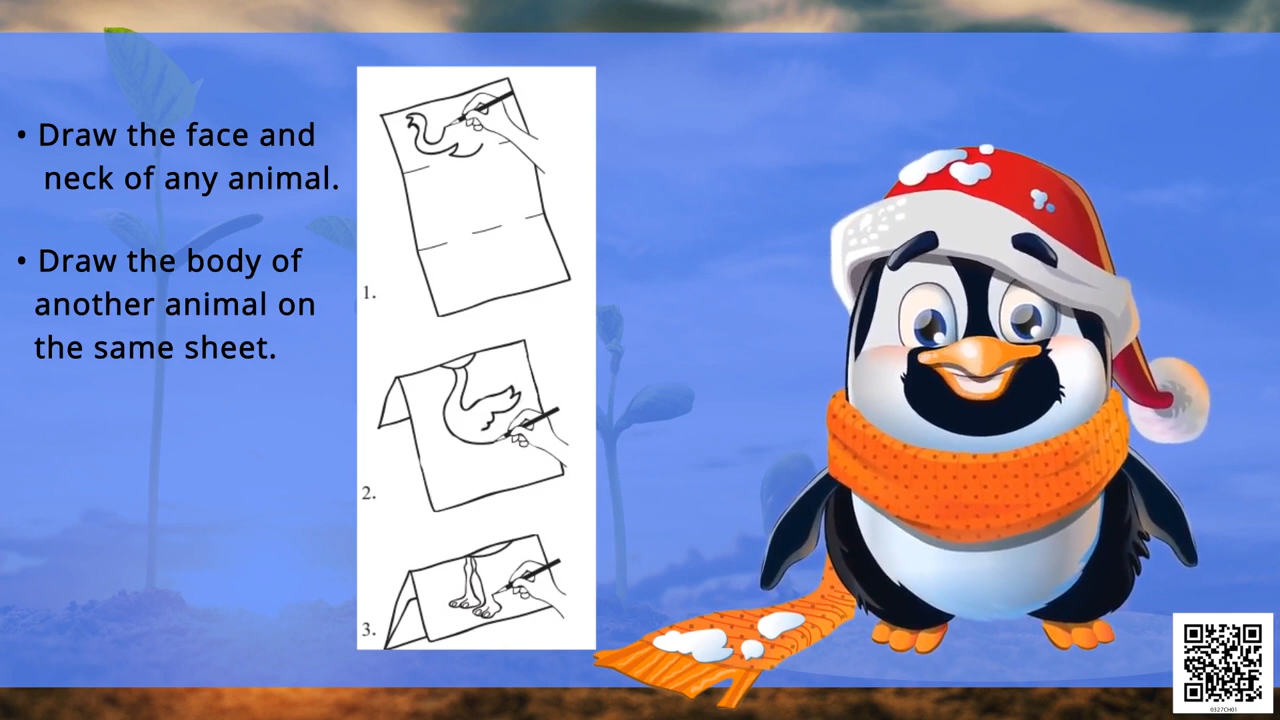 • Draw the face and
neck of any animal.
• Draw the body of
another animal on
the same sheet.
1.
2.
3.
0327CH01